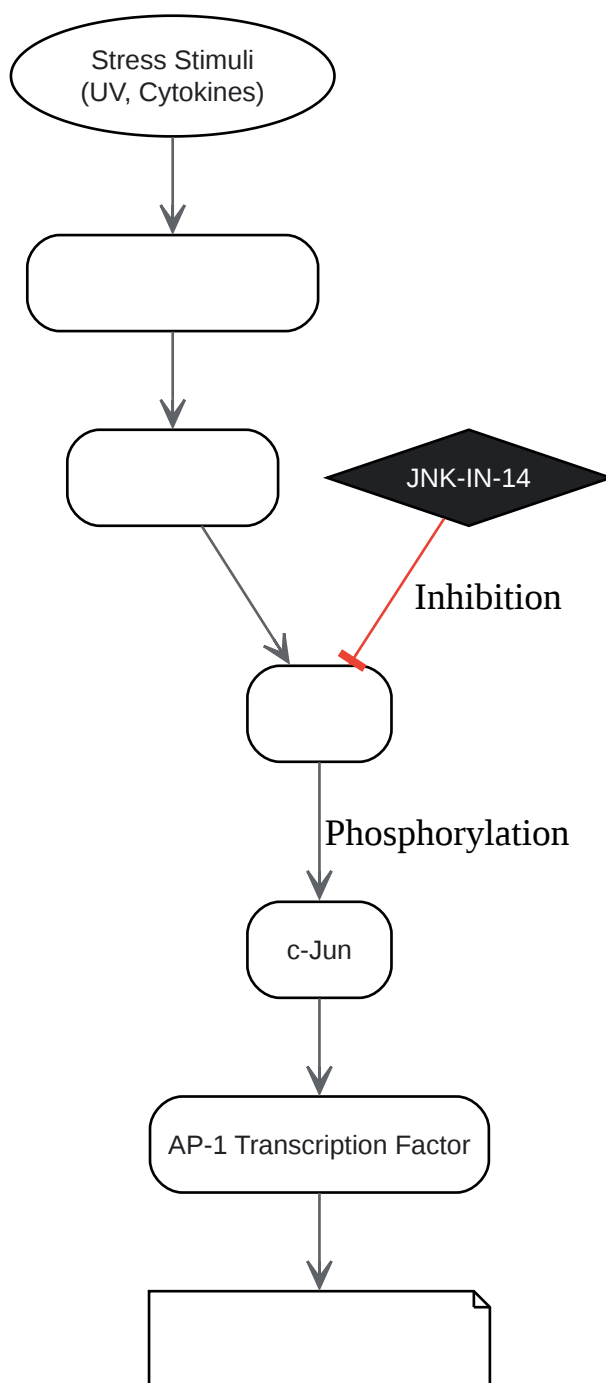 Stress Stimuli
(UV, Cytokines)
JNK-IN-14
Inhibition
Phosphorylation
c-Jun
AP-1 Transcription Factor